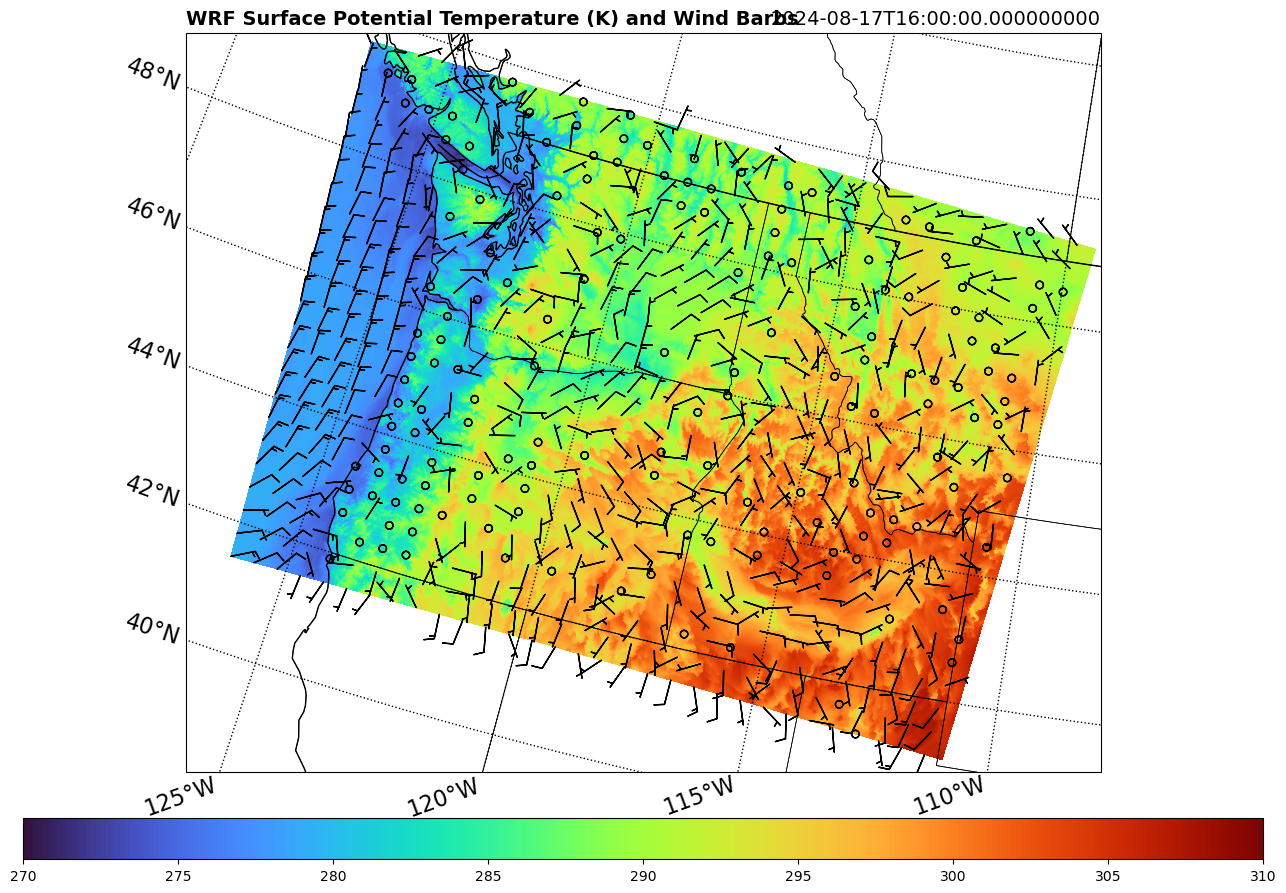 WRF Surface Potential Temperature (K) and Wind Barbs 2024-08-17T16:00:00.000000000
48°N
46°N
44°N
42°N
40°N
125°W 120°W 115°W 110°W
270 275 280 285 290 295 300 305 310